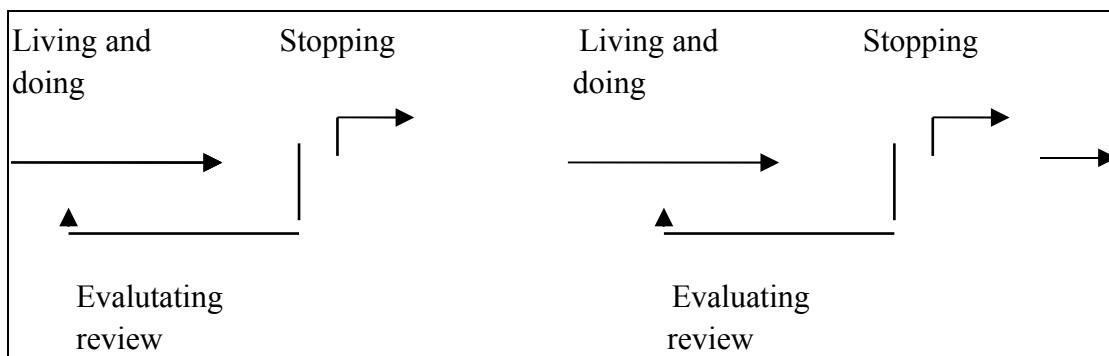 Living and Stopping Living and Stopping
doing doing
Evalutating Evaluating
review review